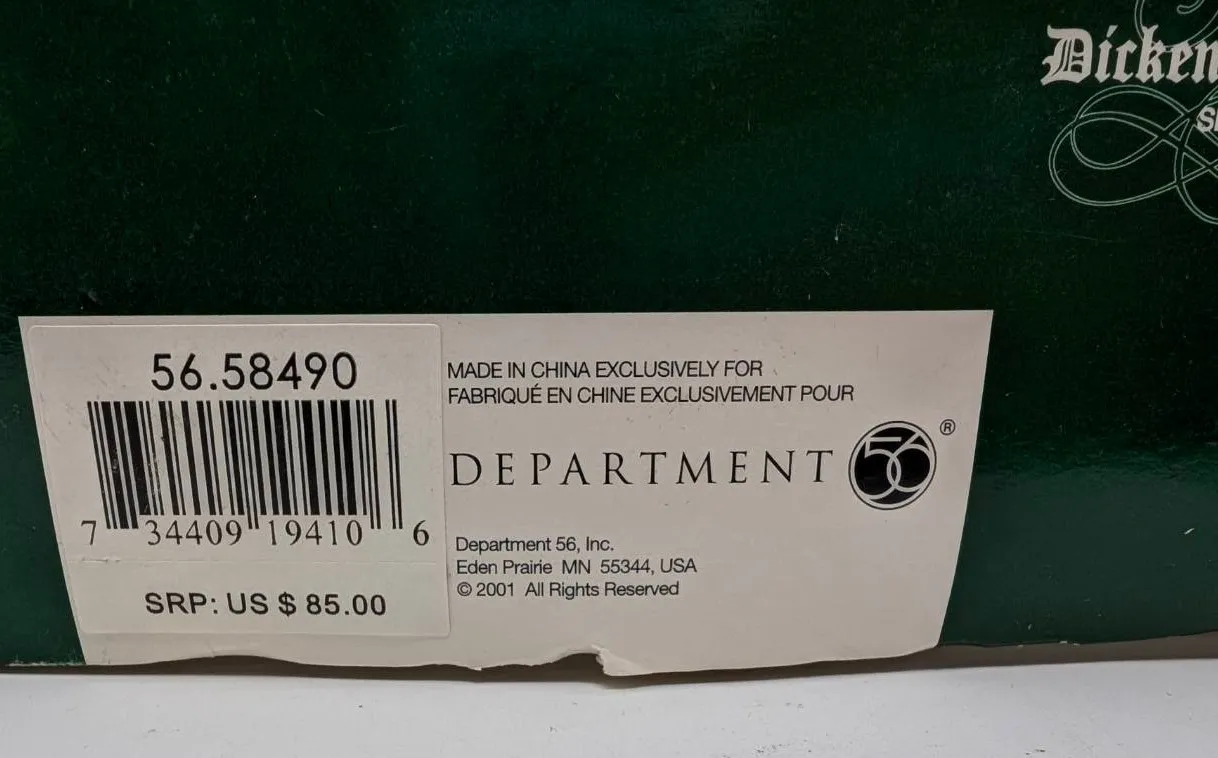 Dicken
56.58490
7 34409 19410 6
SRP: US $ 85.00
MADE IN CHINA EXCLUSIVELY FOR
FABRIQUÉ EN CHINE EXCLUSIVEMENT POUR
DEPARTMENT 56 ®
Department 56, Inc.
Eden Prairie MN 55344, USA
© 2001 All Rights Reserved